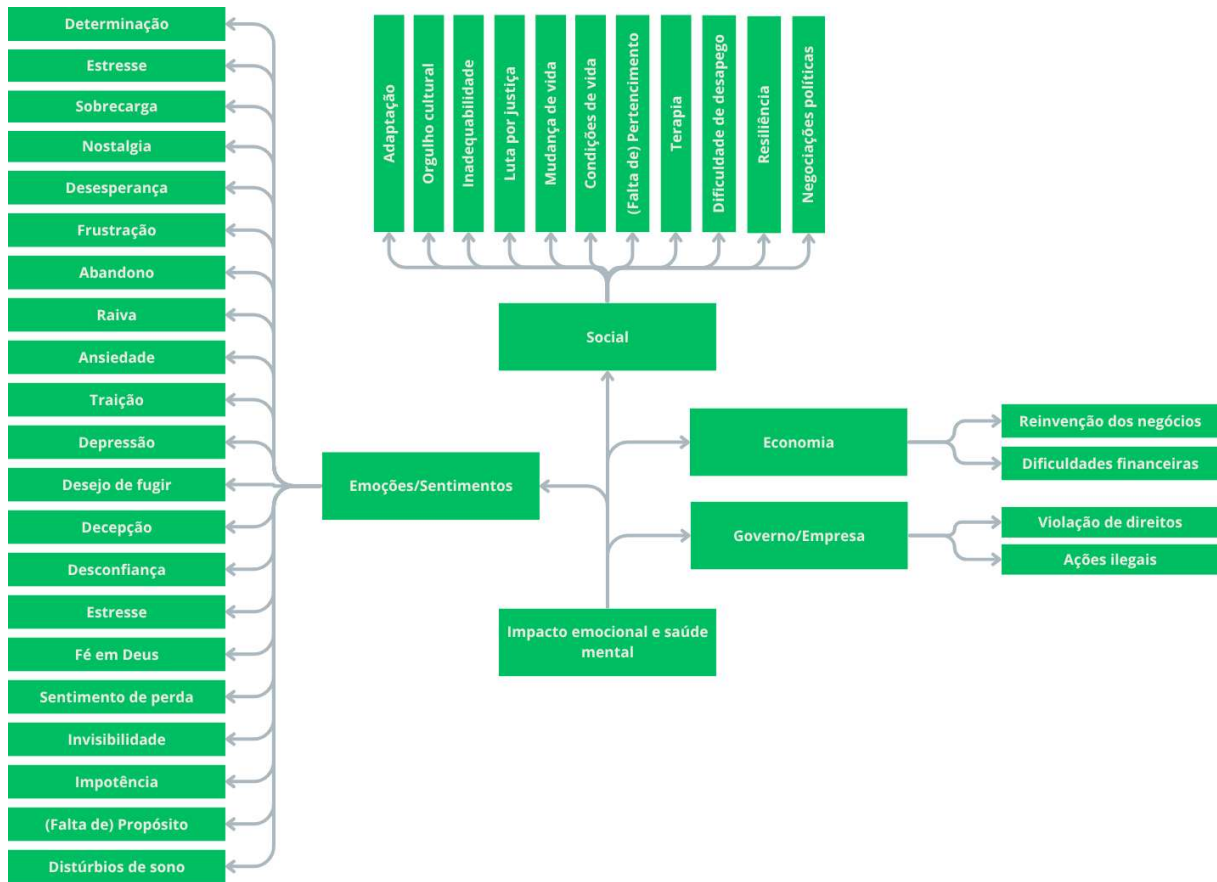 Determinação
Estresse
Sobrecarga
Nostalgia
Desesperança
Frustração
Abandono
Raiva
Ansiedade
Traição
Depressão
Desejo de fugir
Decepção
Desconfiança
Estresse
Fé em Deus
Sentimento de perda
Invisibilidade
Impotência
(Falta de) Propósito
Distúrbios de sono
Emoções/Sentimentos
Adaptação
Orgulho cultural
Inadequabilidade
Luta por justiça
Mudança de vida
Condições de vida
(Falta de) Pertencimento
Terapia
Dificuldade de desapego
Resiliência
Negociações políticas
Social
Economia
Reinvenção dos negócios
Dificuldades financeiras
Governo/Empresa
Violação de direitos
Ações ilegais
Impacto emocional e saúde
mental